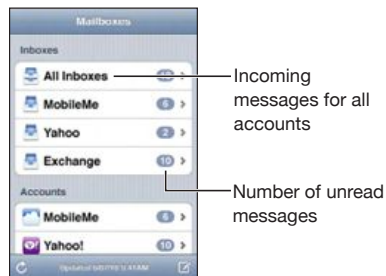 Mailboxes
Inboxes
All Inboxes
MobileMe 6
Yahoo 2
Exchange 10
Accounts
MobileMe 6
Yahoo! 10
Updated
Incoming
messages for all
accounts
Number of unread
messages